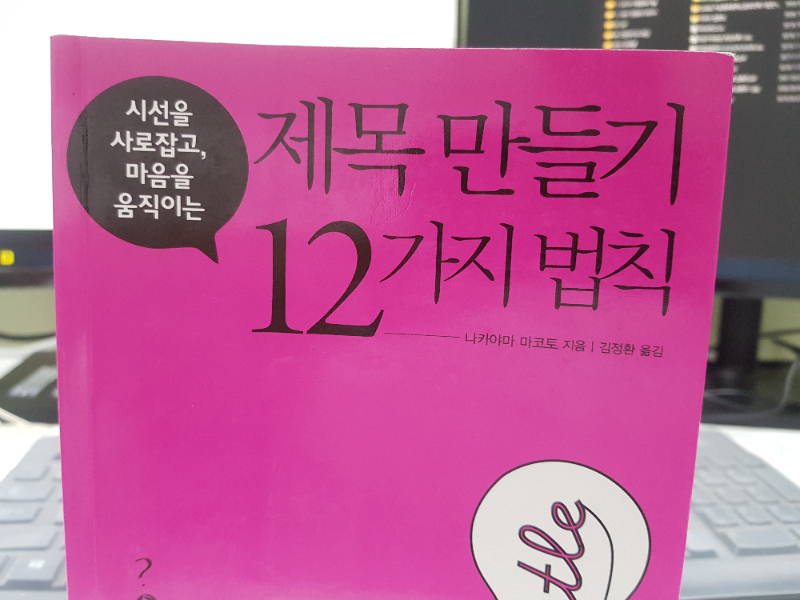 시선을
사로잡고,
마음을
움직이는
제목 만들기
12가지 법칙
나카야마 마코토 지음 | 김정환 옮김
?